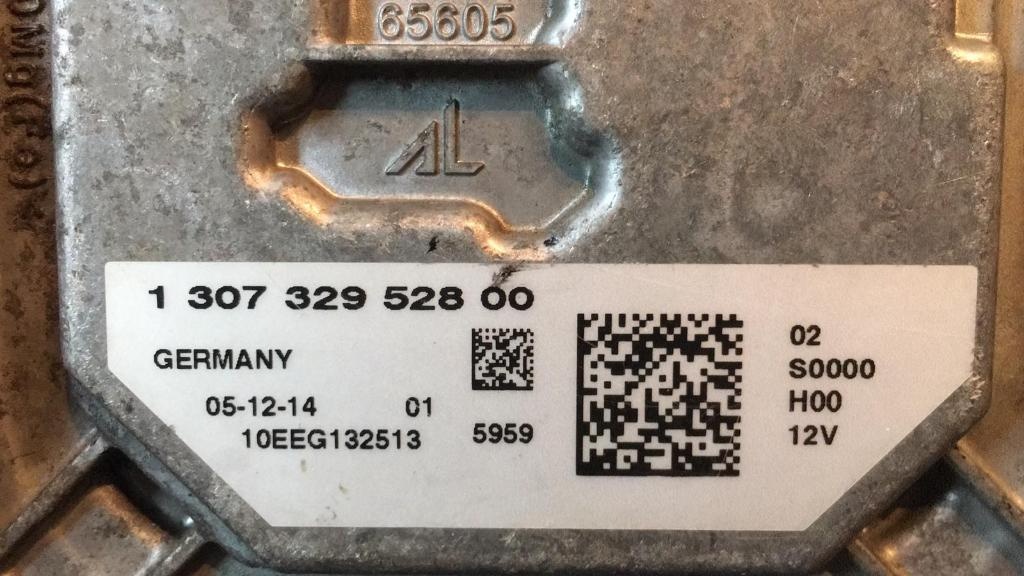 65605
AL
1 307 329 528 00
GERMANY
05-12-14 01
10EEG132513
5959
02
S0000
H00
12V